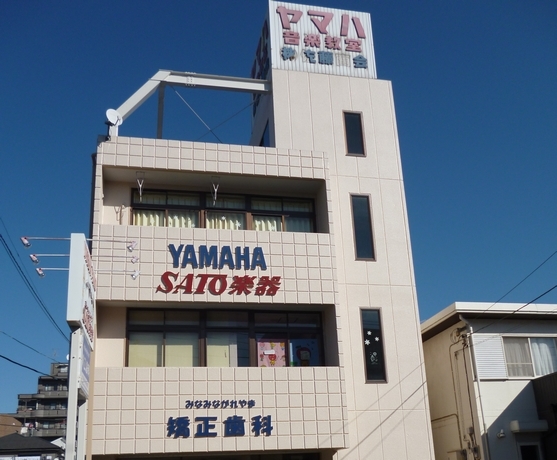 ヤマハ
音楽教室
YAMAHA
SATO楽器
みなみながれやま
矯正歯科